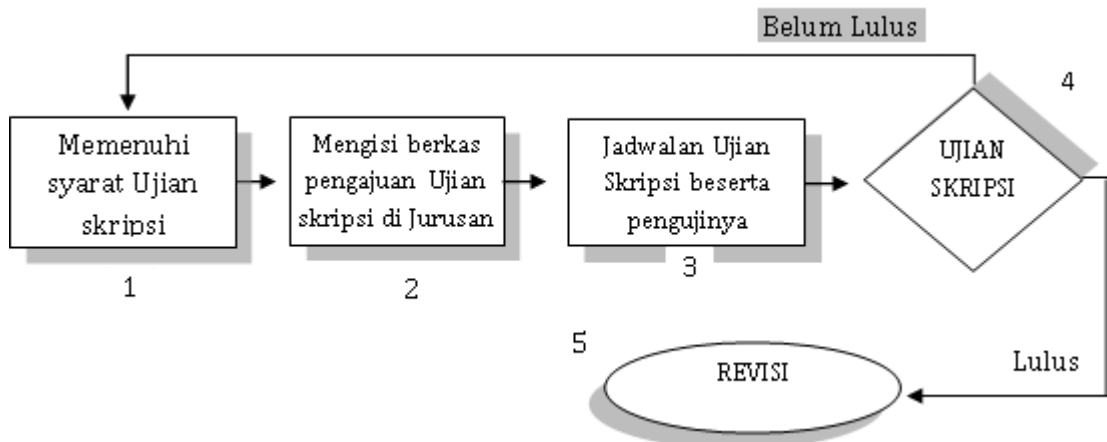 Belum Lulus
4
Memenuhi
syarat Ujian
skripsi
1
Mengisi berkas
pengajuan Ujian
skripsi di Jurusan
2
Jadwalan Ujian
Skripsi beserta
pengujinya
3
UJIAN
SKRIPSI
5
REVISI
Lulus